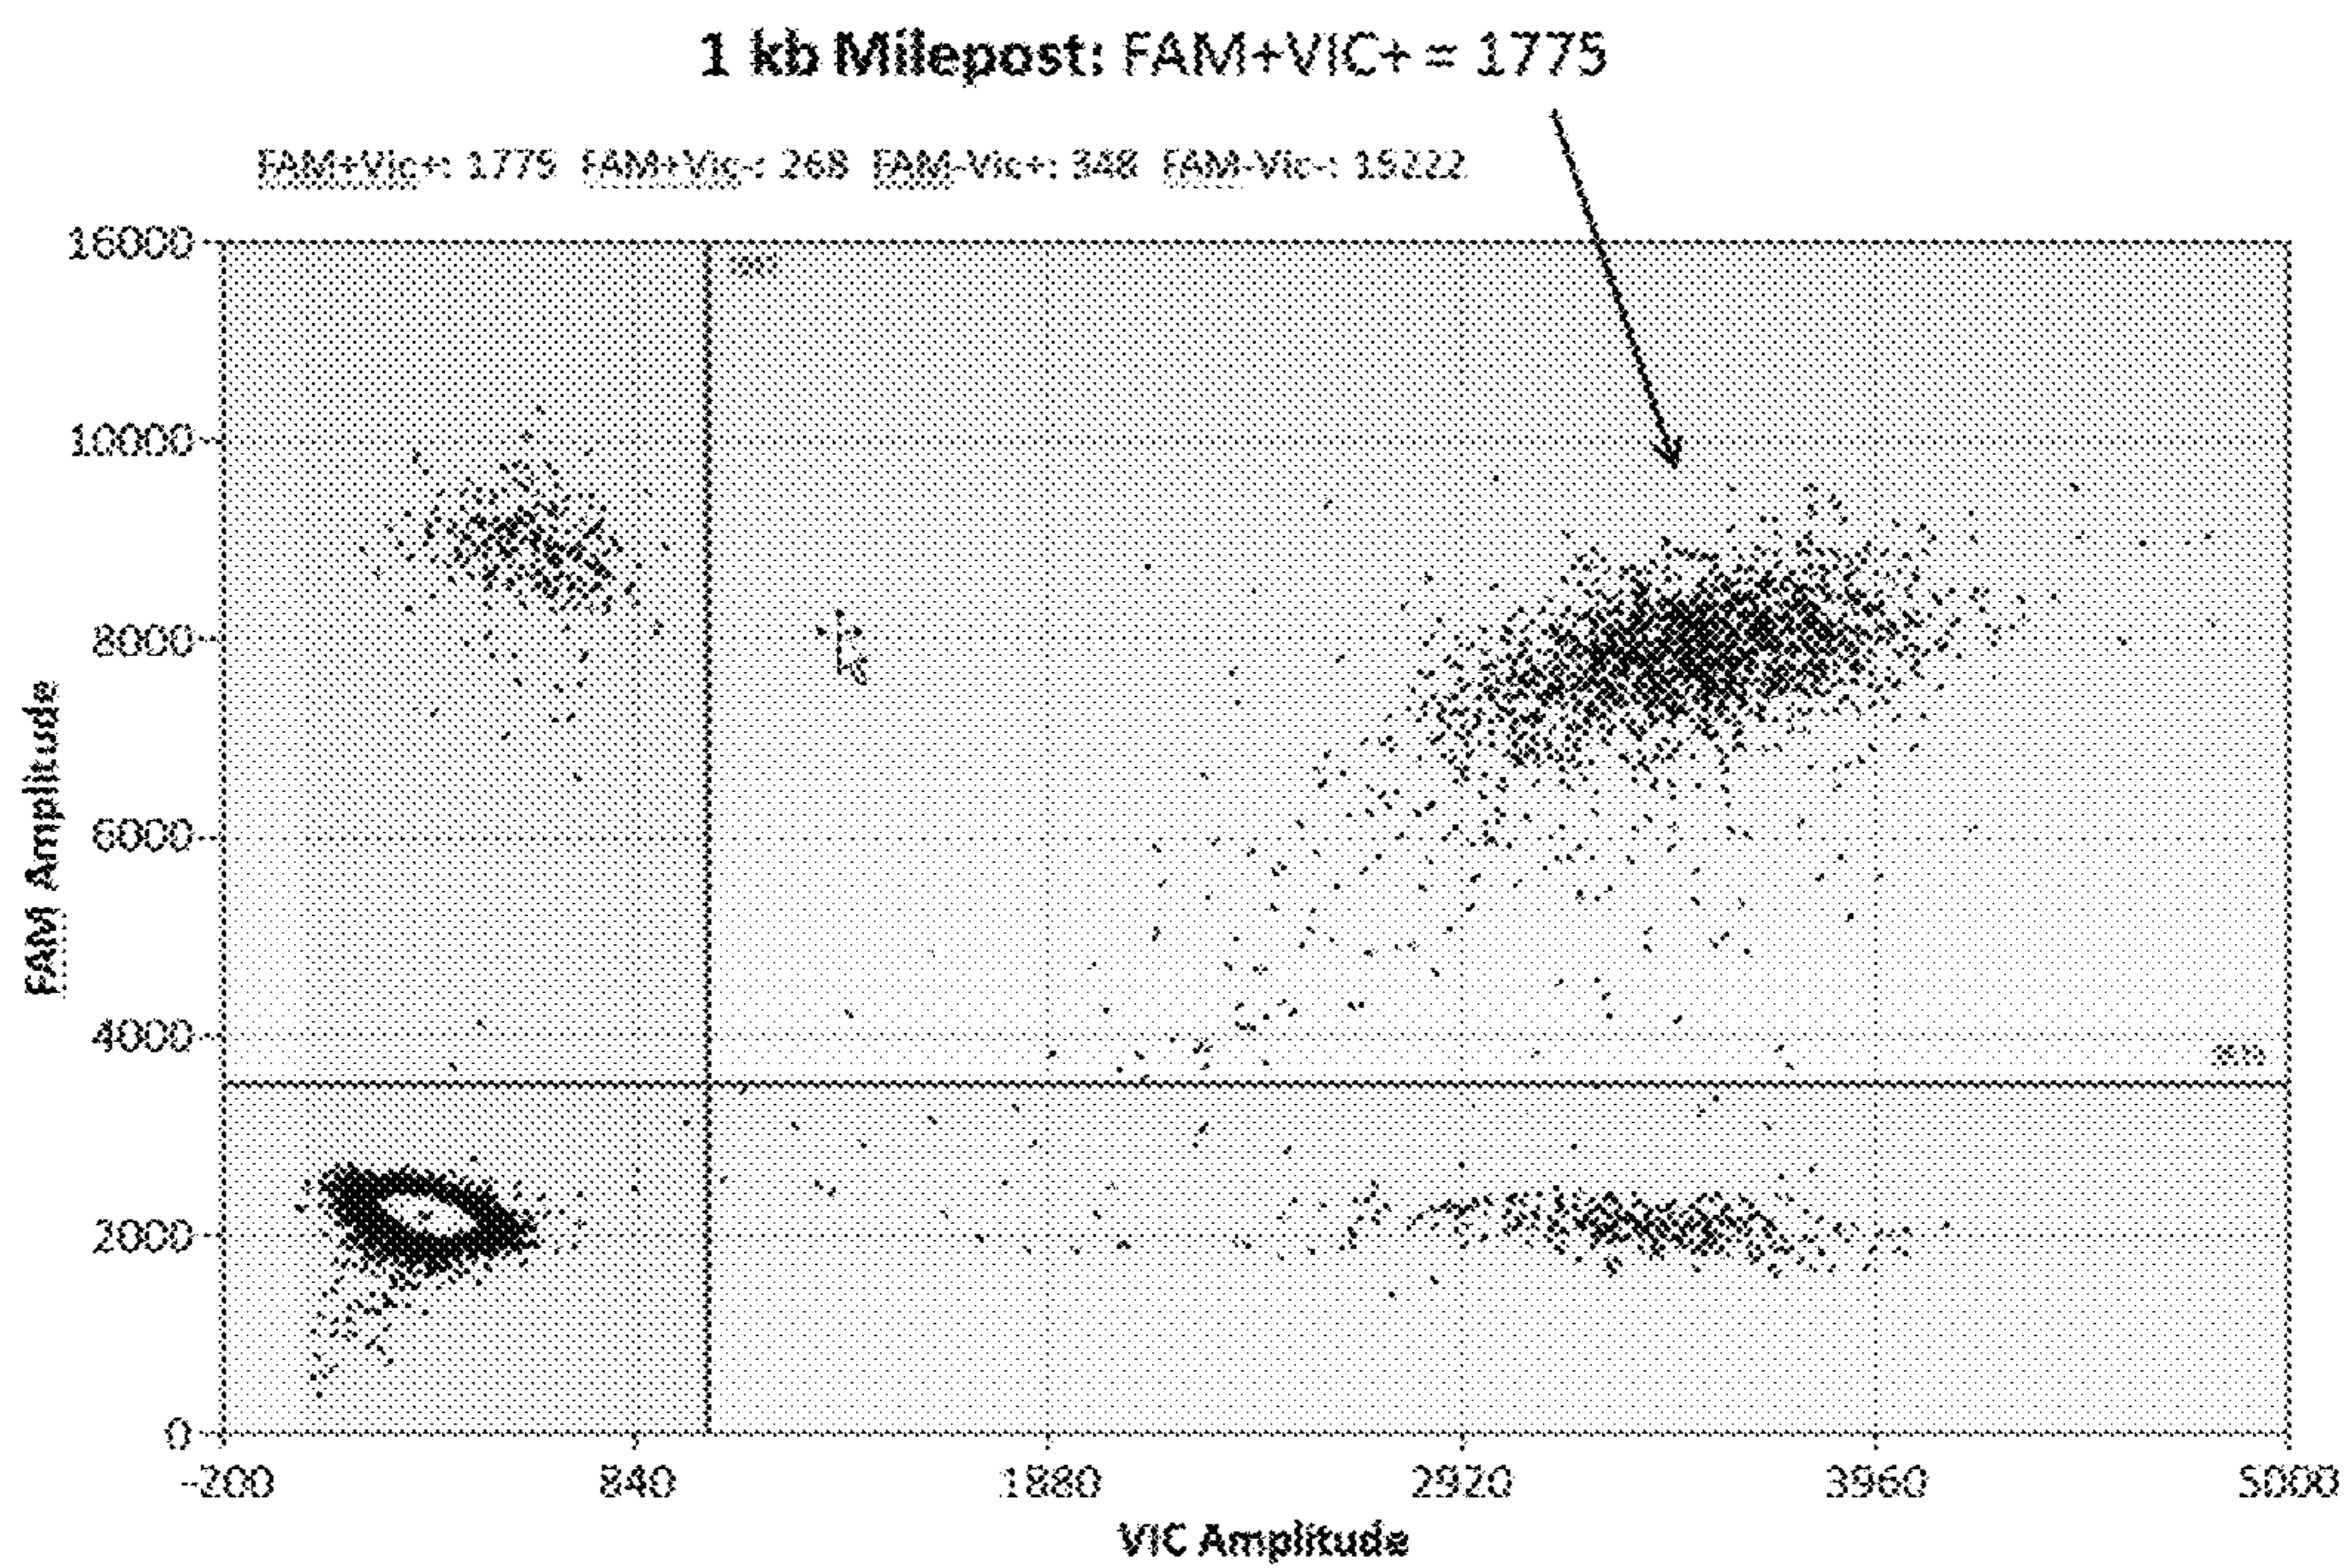 1 kb Milepost: FAM+VIC+ = 1775
FAM+Vic+: 1775 FAM+Vic-: 268 FAM-Vic+: 348 FAM-Vic-:
16000
10000
8000
6000
4000
2000
0
FAM Amplitude
-200 840 1880 2920 3960 5000
VIC Amplitude